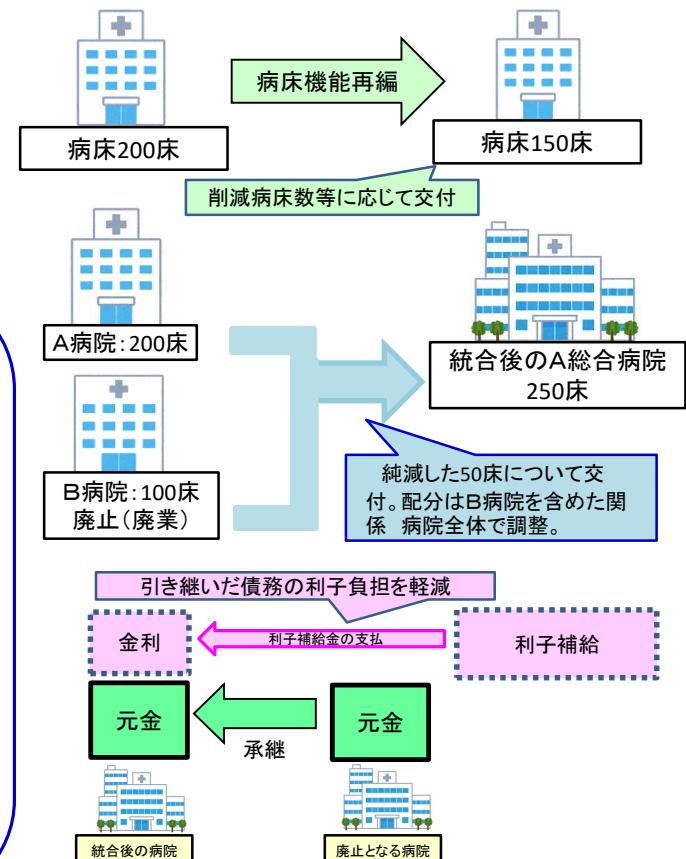 病床機能再編
病床200床
病床150床
削減病床数等に応じて交付
A病院:200床
統合後のA総合病院
250床
B病院:100床
廃止(廃業)
純減した50床について交
付。配分はB病院を含めた関
係 病院全体で調整。
引き継いだ債務の利子負担を軽減
金利
利子補給金の支払
利子補給
元金
元金
承継
統合後の病院
廃止となる病院